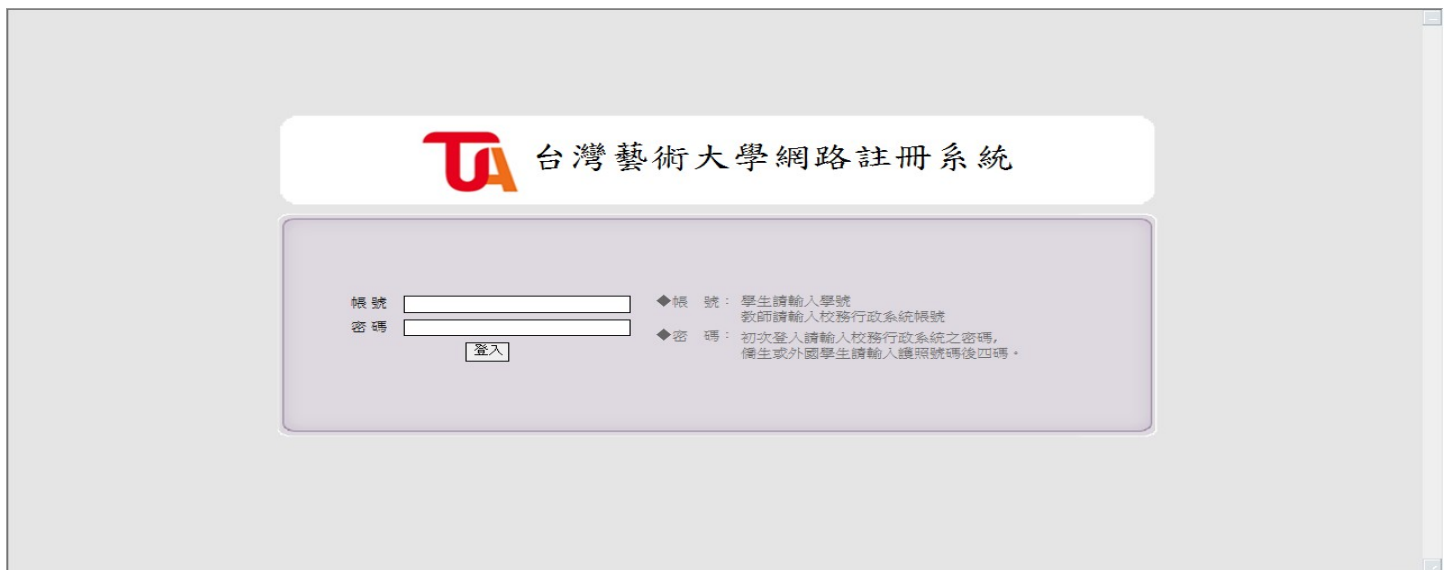 TUA 台灣藝術大學網路註冊系統
帳號
密碼
登入
◆帳 號： 學生請輸入學號
教師請輸入校務行政系統帳號
◆密 碼： 初次登入請輸入校務行政系統之密碼,
僑生或外國學生請輸入護照號碼後四碼。